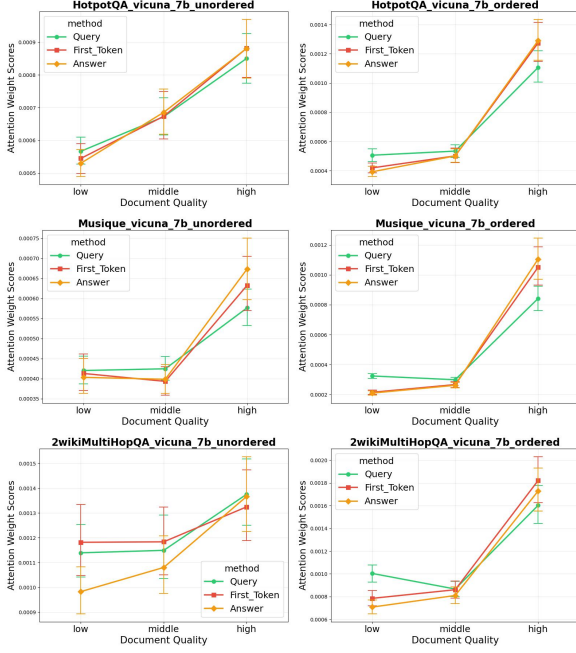 HotpotQA_vicuna_7b_unordered
Attention Weight Scores
0.0009
0.0008
0.0007
0.0006
0.0005
method
Query
First_Token
Answer
low middle high
Document Quality
HotpotQA_vicuna_7b_ordered
Attention Weight Scores
0.0014
0.0012
0.0010
0.0008
0.0006
0.0004
method
Query
First_Token
Answer
low middle high
Document Quality
Musique_vicuna_7b_unordered
Attention Weight Scores
0.00075
0.00070
0.00065
0.00060
0.00055
0.00050
0.00045
0.00040
0.00035
method
Query
First_Token
Answer
low middle high
Document Quality
Musique_vicuna_7b_ordered
Attention Weight Scores
0.0012
0.0010
0.0008
0.0006
0.0004
0.0002
method
Query
First_Token
Answer
low middle high
Document Quality
2wikiMultiHopQA_vicuna_7b_unordered
Attention Weight Scores
0.0015
0.0014
0.0013
0.0012
0.0011
0.0010
0.0009
method
Query
First_Token
Answer
low middle high
Document Quality
2wikiMultiHopQA_vicuna_7b_ordered
Attention Weight Scores
0.0020
0.0018
0.0016
0.0014
0.0012
0.0010
0.0008
0.0006
method
Query
First_Token
Answer
low middle high
Document Quality